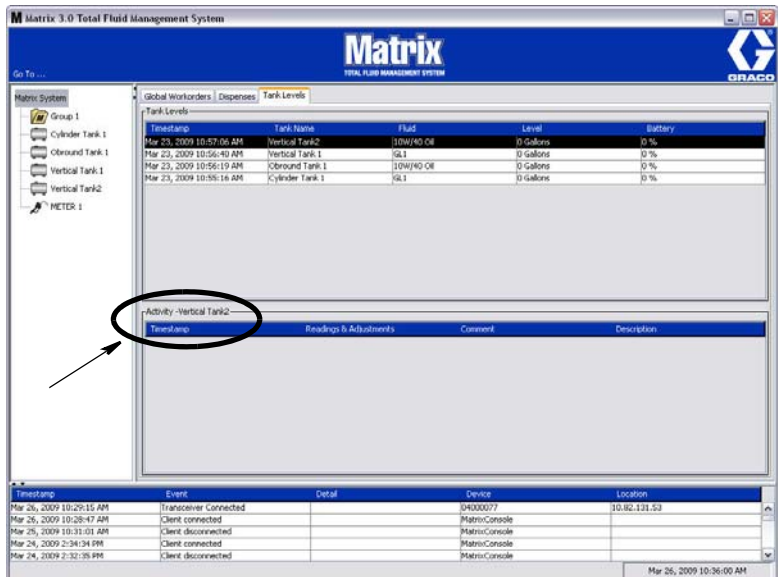 Matrix 3.0 Total Fluid Management System
Matrix
TOTAL FLUID MANAGEMENT SYSTEM
GRACO
Go To ...
Matrix System
Group 1
Cylinder Tank 1
Obround Tank 1
Vertical Tank 1
Vertical Tank2
METER 1
Global Workorders Dispenses Tank Levels
Tank Levels
Timestamp Tank Name Fluid Level Battery
Mar 23, 2009 10:57:06 AM Vertical Tank2 10W/40 Oil 0 Gallons 0 %
Mar 23, 2009 10:56:40 AM Vertical Tank 1 GL1 0 Gallons 0 %
Mar 23, 2009 10:56:19 AM Obround Tank 1 10W/40 Oil 0 Gallons 0 %
Mar 23, 2009 10:55:16 AM Cylinder Tank 1 GL1 0 Gallons 0 %
Activity -Vertical Tank2
Timestamp Readings & Adjustments Comment Description
Timestamp Event Detail Device Location
Mar 26, 2009 10:29:15 AM Transceiver Connected 04000077 10.82.131.53
Mar 26, 2009 10:28:47 AM Client connected MatrixConsole
Mar 25, 2009 10:31:01 AM Client disconnected MatrixConsole
Mar 24, 2009 2:34:34 PM Client connected MatrixConsole
Mar 24, 2009 2:32:35 PM Client disconnected MatrixConsole
Mar 26, 2009 10:36:00 AM